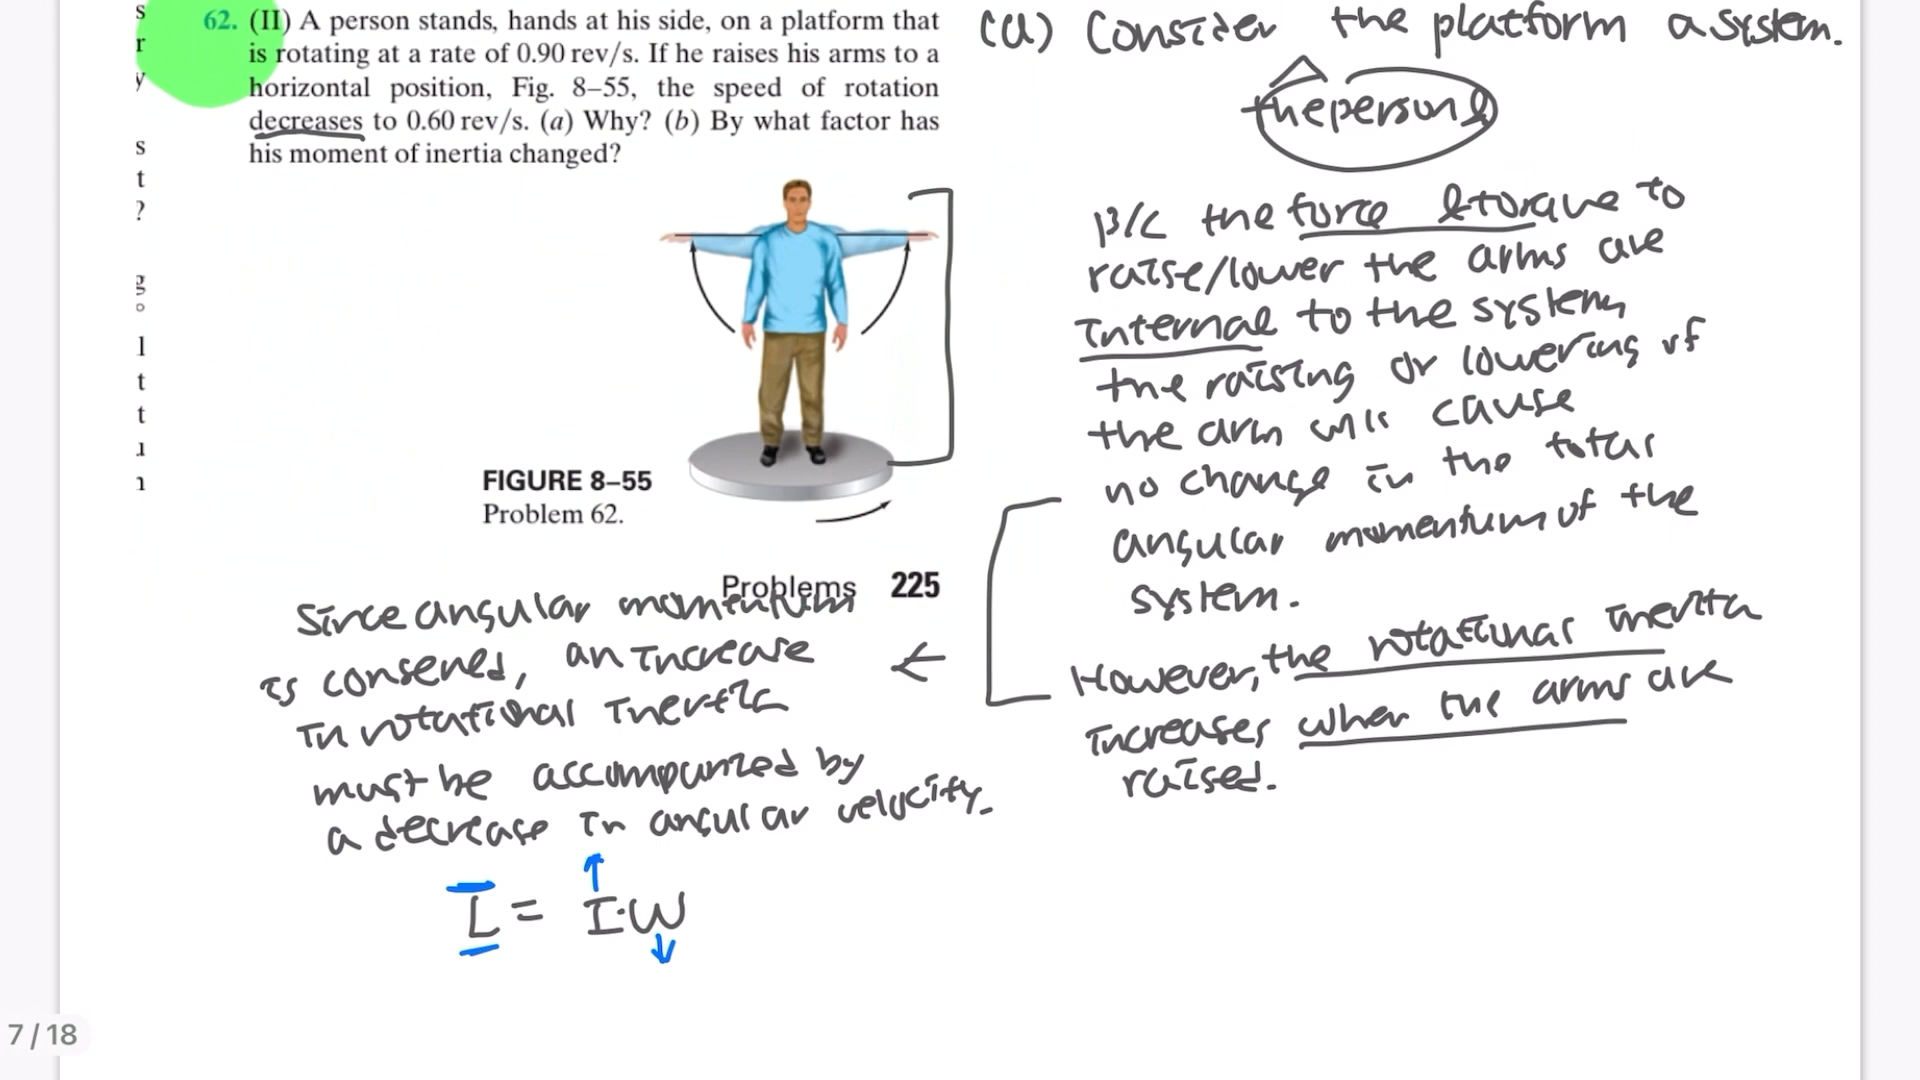 s
r
y
s
t
?
g
o
l
t
t
1
1
62. (II) A person stands, hands at his side, on a platform that
is rotating at a rate of 0.90 rev/s. If he raises his arms to a
horizontal position, Fig. 8–55, the speed of rotation
decreases to 0.60 rev/s. (a) Why? (b) By what factor has
his moment of inertia changed?
FIGURE 8–55
Problem 62.
Problems 225
(a) Consider the platform a system.
the person &
B/C the force & torque to
raise/lower the arms are
internal to the system,
the raising or lowering of
the arm will cause
no change in the total
angular momentum of the
system.
However, the rotational inertia
increases when the arms are
raised.
Since angular momentum
is conserved, an increase
in rotational inertia
must be accompanied by
a decrease in angular velocity.
L = I·ω
7/18